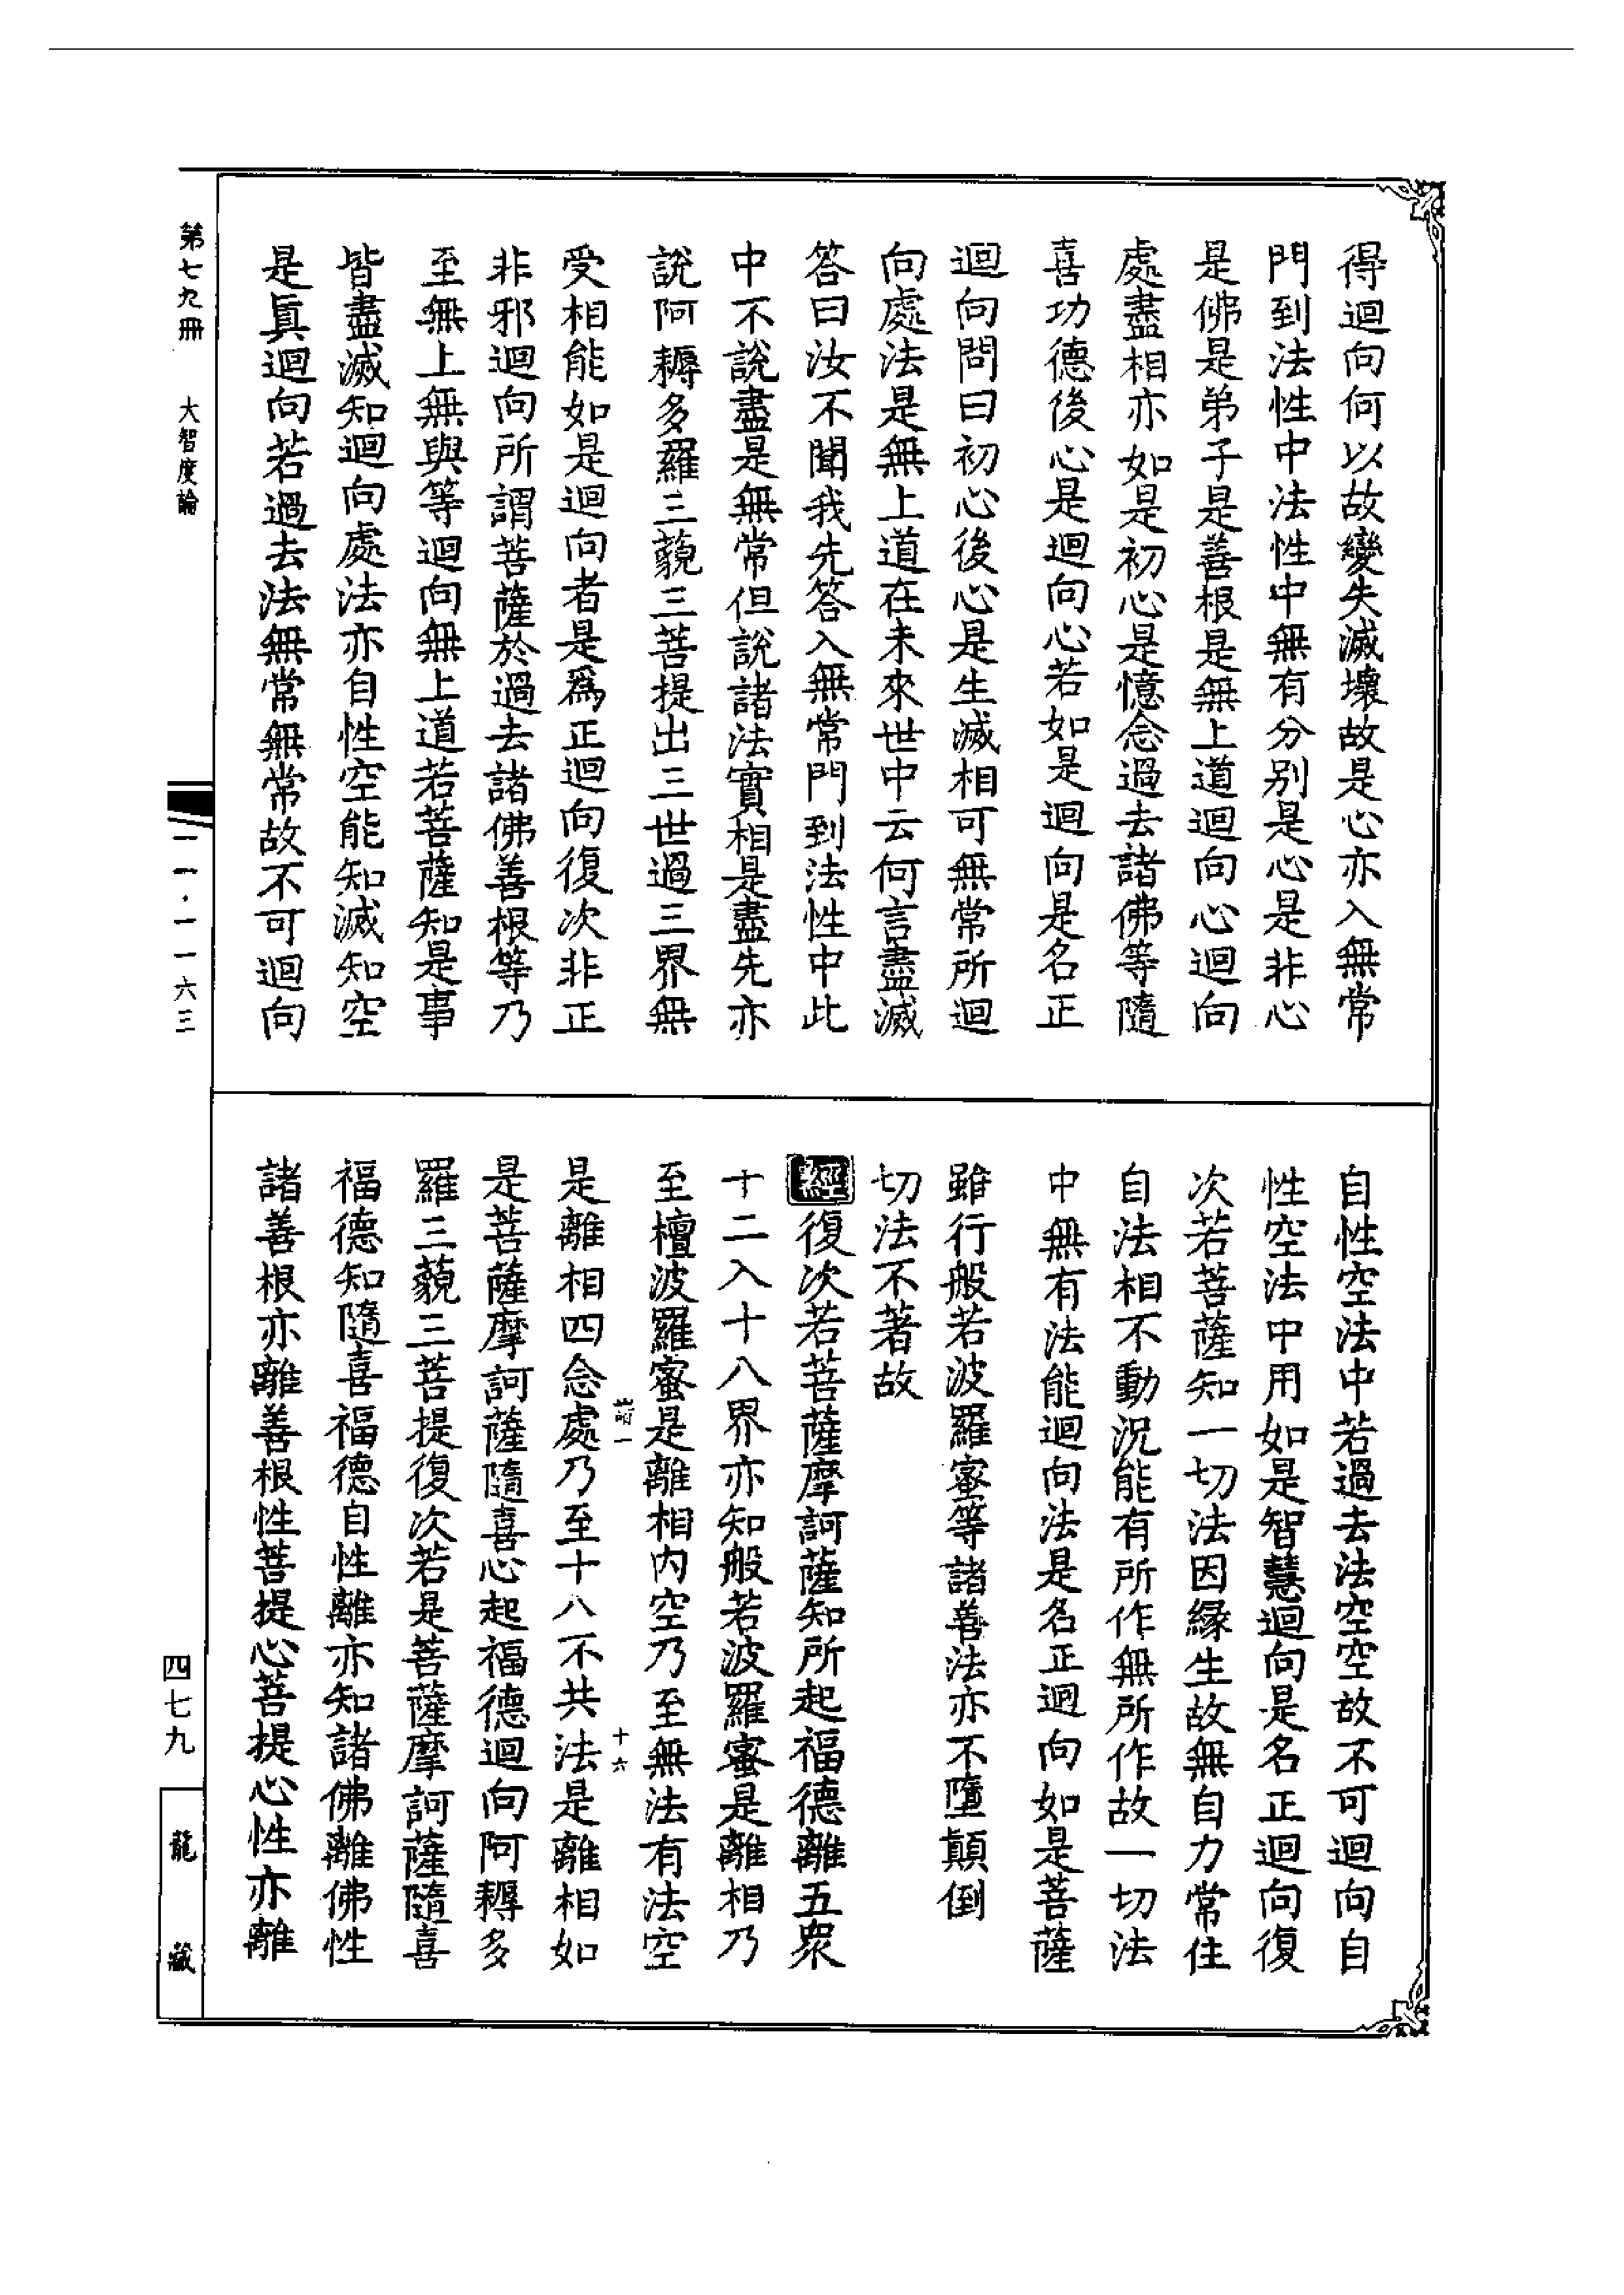 得迴向何以故變失滅壞故是心亦入無常
門到法性中法性中無有分別是心是非心
是佛是弟子是善根是無上道迴向心迴向
處盡相亦如是初心是憶念過去諸佛等隨
喜功德後心是迴向心若如是迴向是名正
迴向問曰初心後心是生滅相可無常所迴
向處法是無上道在未來世中云何言盡滅
答曰汝不聞我先答入無常門到法性中此
中不說盡是無常但說諸法實相是盡先亦
說阿耨多羅三藐三菩提出三世過三界無
受相能如是迴向者是爲正迴向復次非正
非邪迴向所謂菩薩於過去諸佛善根等乃
至無上無與等迴向無上道若菩薩知是事
皆盡滅知迴向處法亦自性空能知滅知空
是眞迴向若過去法無常無常故不可迴向
自性空法中若過去法空空故不可迴向自
性空法中用如是智慧迴向是名正迴向復
次若菩薩知一切法因緣生故無自力常住
自法相不動況能有所作無所作故一切法
中無有法能迴向法是名正迴向如是菩薩
雖行般若波羅蜜等諸善法亦不墮顛倒
切法不著故
經復次若菩薩摩訶薩知所起福德離五衆
十二入十八界亦知般若波羅蜜是離相乃
至檀波羅蜜是離相內空乃至無法有法空
是離相四念處乃至十八不共法是離相如
是菩薩摩訶薩隨喜心起福德迴向阿耨多
羅三藐三菩提復次若是菩薩摩訶薩隨喜
福德知隨喜福德自性離亦知諸佛離佛性
諸善根亦離善根性菩提心菩提心性亦離
一
十六
第七九冊
大智度論
一一·一一六三
四七九
龍藏